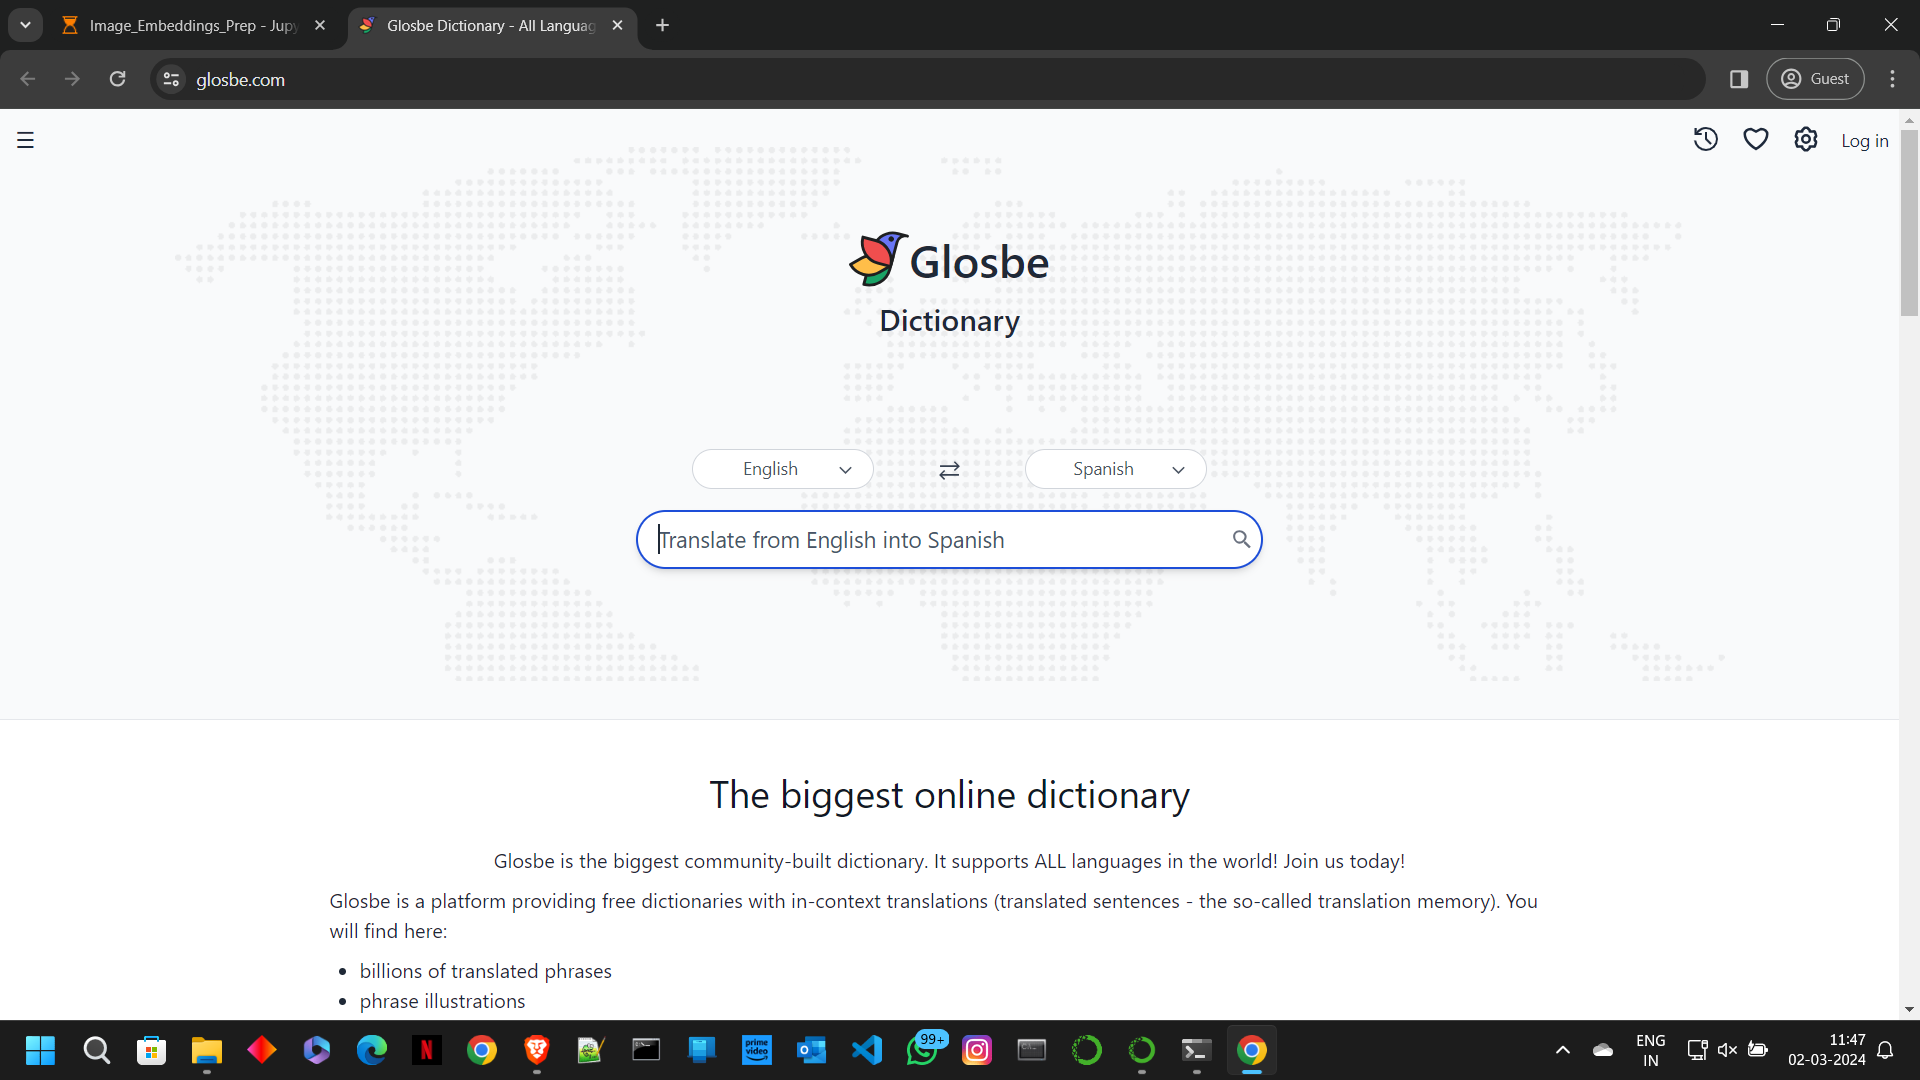 Image_Embeddings_Prep - Jupy
Glosbe Dictionary - All Languag
glosbe.com
Guest
Log in
Glosbe
Dictionary
English
Spanish
Translate from English into Spanish
The biggest online dictionary
Glosbe is the biggest community-built dictionary. It supports ALL languages in the world! Join us today!
Glosbe is a platform providing free dictionaries with in-context translations (translated sentences - the so-called translation memory). You
will find here:
billions of translated phrases
phrase illustrations
N
prime
video
99+
ENG
IN
11:47
02-03-2024